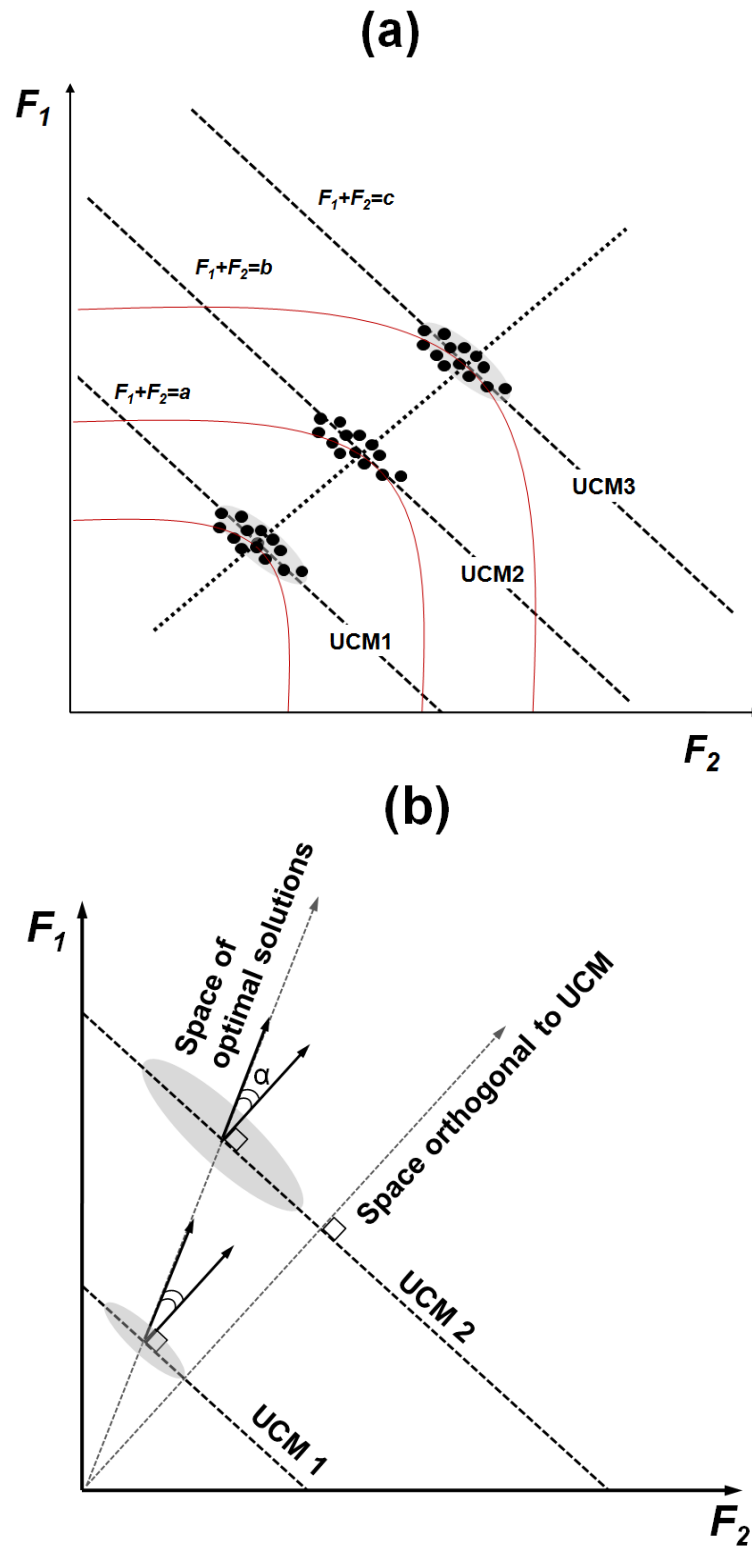 (a)
F₁
F₁+F₂=c
F₁+F₂=b
F₁+F₂=a
UCM3
UCM2
UCM1
F₂
(b)
F₁
Space of
optimal solutions
Space orthogonal to UCM
α
UCM 2
UCM 1
F₂